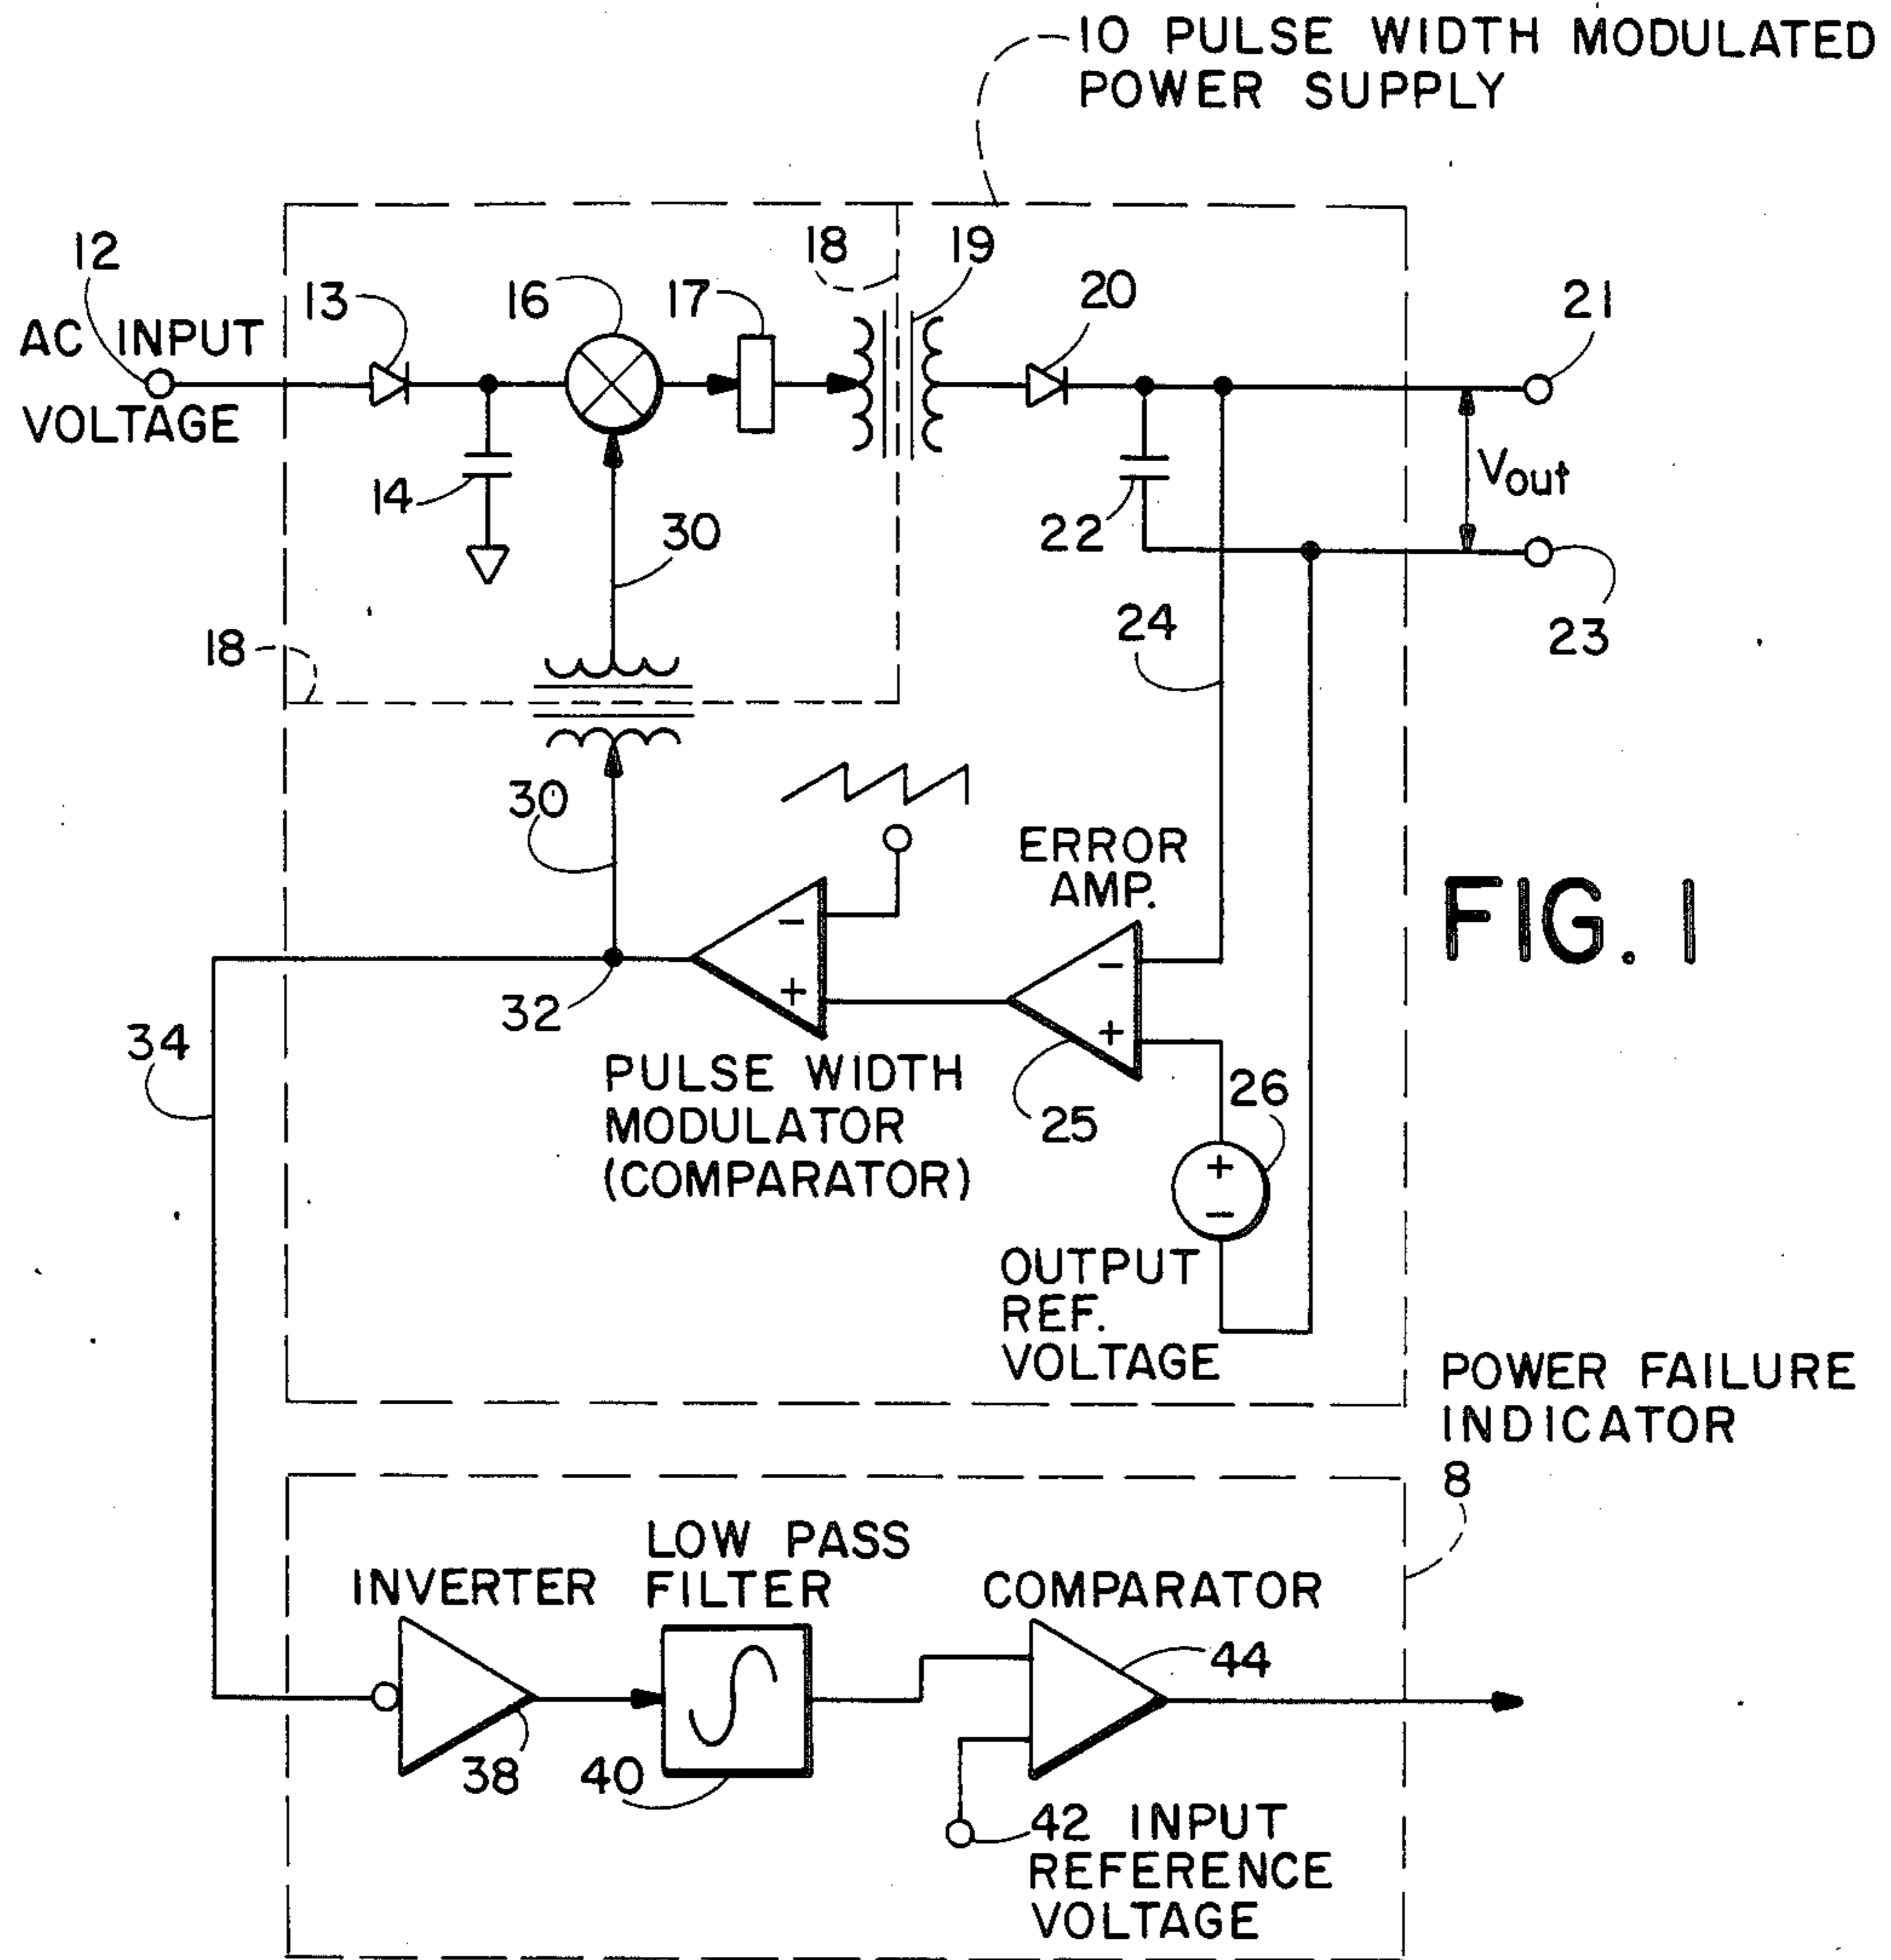 10 PULSE WIDTH MODULATED
POWER SUPPLY
12
13
16
17
18
19
20
21
AC INPUT
VOLTAGE
14
30
22
Vout
23
24
18
30
ERROR
AMP.
-
+
-
+
FIG. 1
32
34
PULSE WIDTH
MODULATOR
(COMPARATOR)
25
26
+
-
OUTPUT
REF.
VOLTAGE
POWER FAILURE
INDICATOR
8
INVERTER
LOW PASS
FILTER
COMPARATOR
44
38
40
42 INPUT
REFERENCE
VOLTAGE